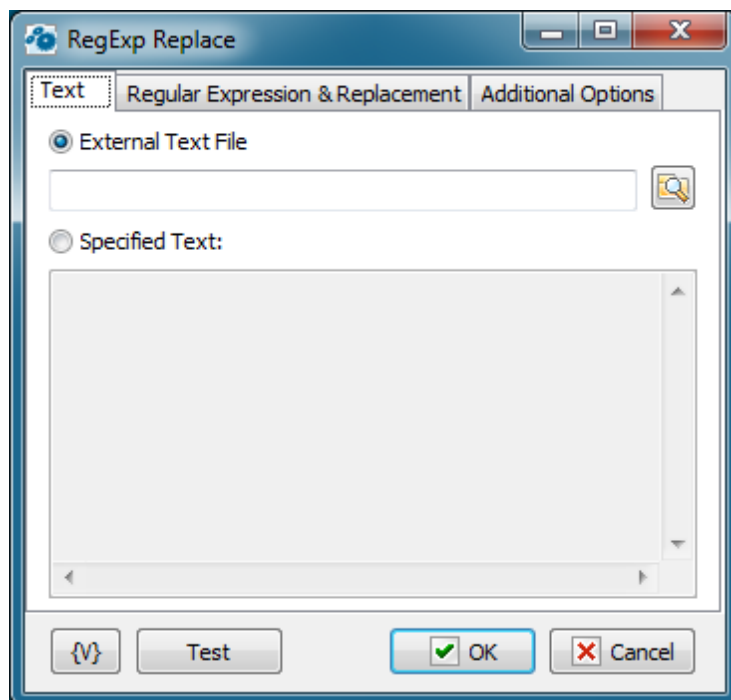 RegExp Replace
Text Regular Expression & Replacement Additional Options
External Text File
Specified Text:
{V} Test OK Cancel